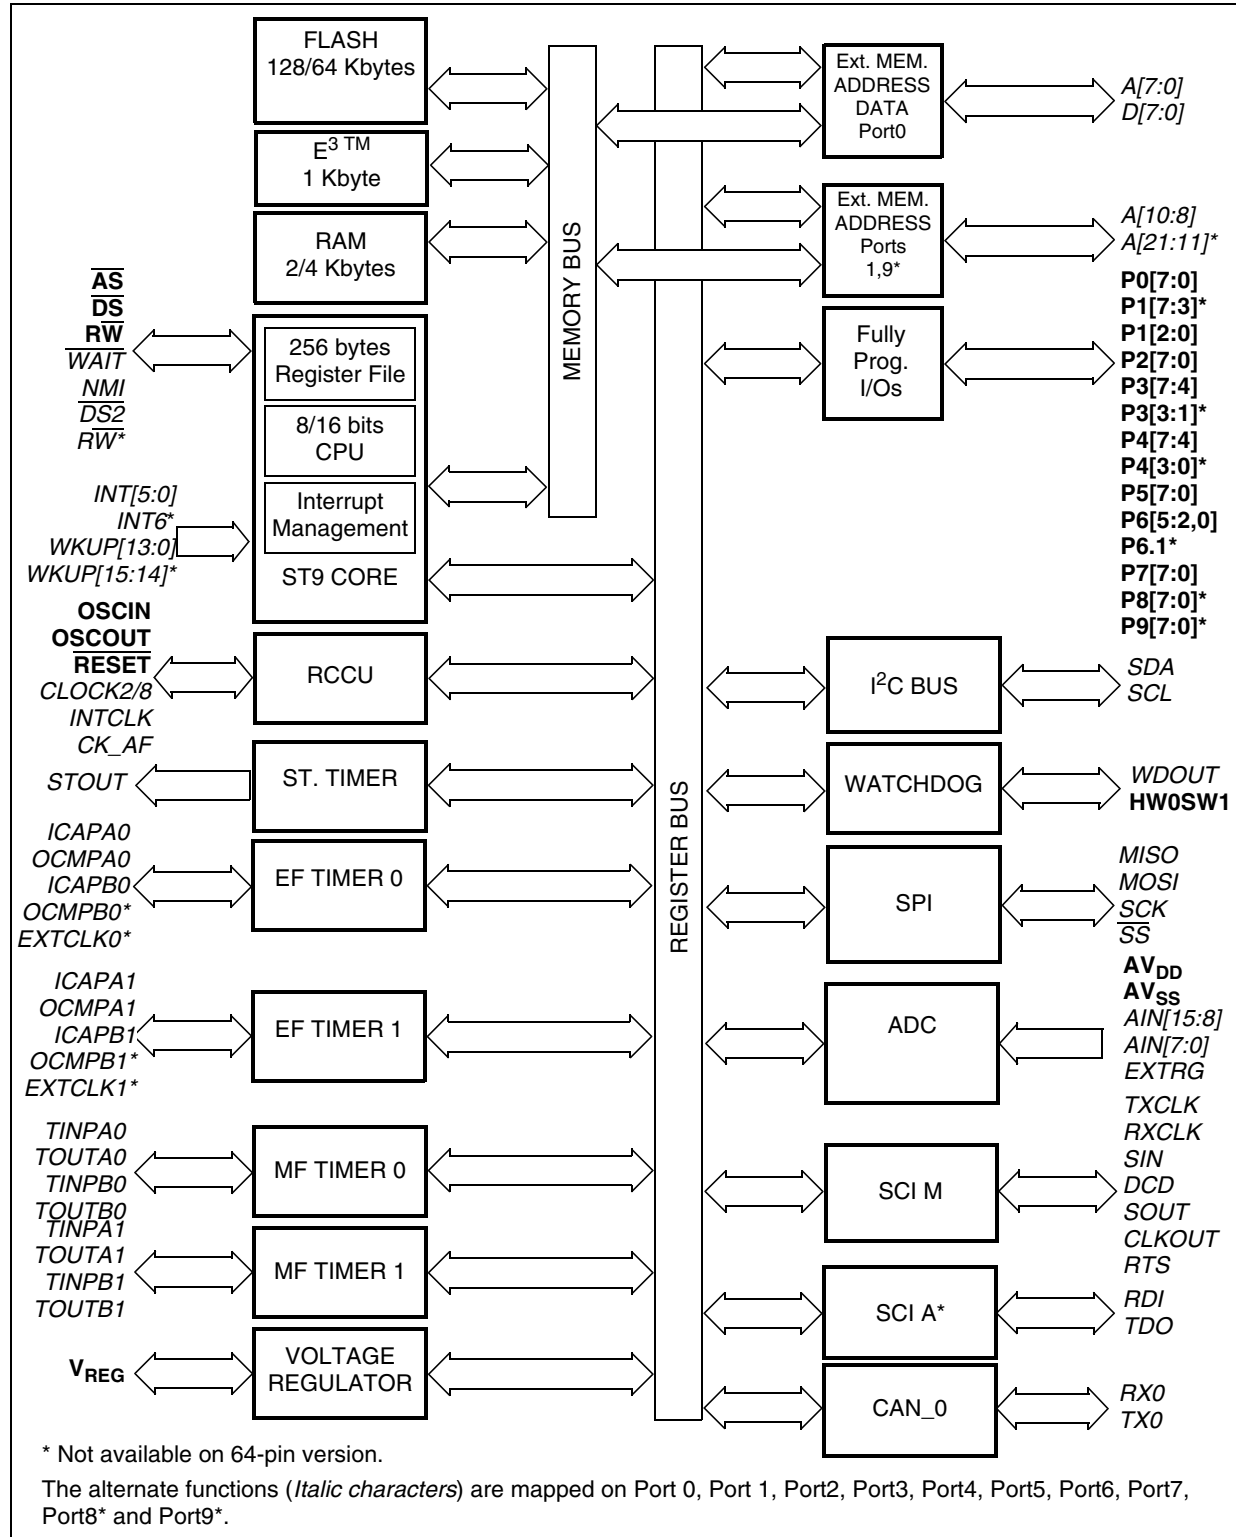 FLASH
128/64 Kbytes
E3 TM
1 Kbyte
RAM
2/4 Kbytes
AS
DS
RW
WAIT
NMI
DS2
RW*
256 bytes
Register File
8/16 bits
CPU
Interrupt
Management
ST9 CORE
INT[5:0]
INT6*
WKUP[13:0]
WKUP[15:14]*
OSCIN
OSCOUT
RESET
CLOCK2/8
INTCLK
CK_AF
RCCU
STOUT
ST. TIMER
ICAPA0
OCMPA0
ICAPB0
OCMPB0*
EXTCLK0*
EF TIMER 0
ICAPA1
OCMPA1
ICAPB1
OCMPB1*
EXTCLK1*
EF TIMER 1
TINPA0
TOUTA0
TINPB0
TOUTB0
MF TIMER 0
TINPA1
TOUTA1
TINPB1
TOUTB1
MF TIMER 1
VREG
VOLTAGE
REGULATOR
MEMORY BUS
REGISTER BUS
Ext. MEM.
ADDRESS
DATA
Port0
A[7:0]
D[7:0]
Ext. MEM.
ADDRESS
Ports
1,9*
A[10:8]
A[21:11]*
Fully
Prog.
I/Os
P0[7:0]
P1[7:3]*
P1[2:0]
P2[7:0]
P3[7:4]
P3[3:1]*
P4[7:4]
P4[3:0]*
P5[7:0]
P6[5:2,0]
P6.1*
P7[7:0]
P8[7:0]*
P9[7:0]*
I2C BUS
SDA
SCL
WATCHDOG
WDOUT
HW0SW1
SPI
MISO
MOSI
SCK
SS
ADC
AVDD
AVSS
AIN[15:8]
AIN[7:0]
EXTRG
SCI M
TXCLK
RXCLK
SIN
DCD
SOUT
CLKOUT
RTS
SCI A*
RDI
TDO
CAN_0
RX0
TX0
* Not available on 64-pin version.
The alternate functions (Italic characters) are mapped on Port 0, Port 1, Port2, Port3, Port4, Port5, Port6, Port7,
Port8* and Port9*.